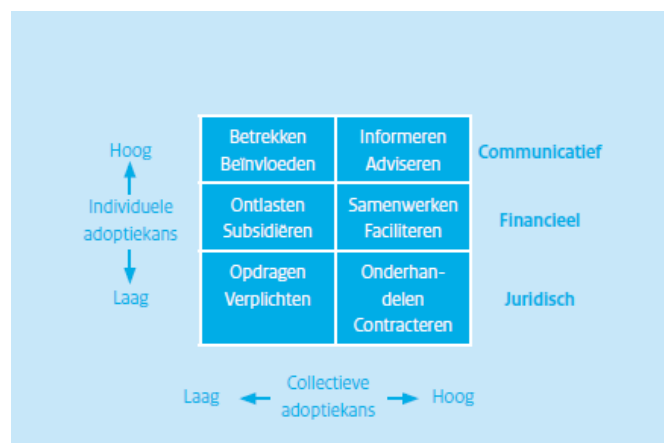 Hoog
Individuele
adoptiekans
Laag
Betrekken
Beïnvloeden
Informeren
Adviseren
Communicatief
Ontlasten
Subsidiëren
Samenwerken
Faciliteren
Financieel
Opdragen
Verplichten
Onderhan-
delen
Contracteren
Juridisch
Laag
Collectieve
adoptiekans
Hoog